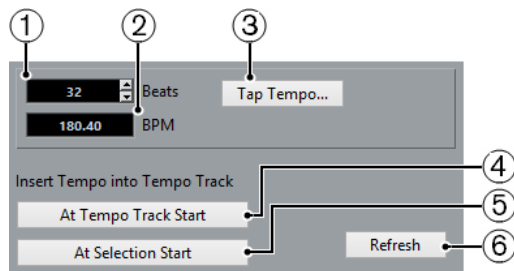 1 2 3
32 Beats Tap Tempo...
180.40 BPM
Insert Tempo into Tempo Track
4
At Tempo Track Start
5
At Selection Start Refresh 6